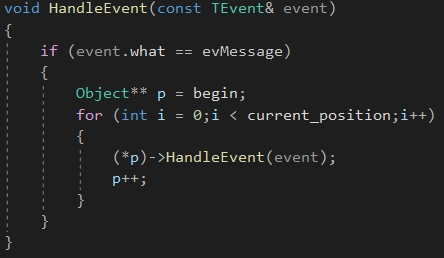 void HandleEvent(const TEvent& event)
{
if (event.what == evMessage)
{
Object** p = begin;
for (int i = 0;i < current_position;i++)
{
(*p)->HandleEvent(event);
p++;
}
}
}